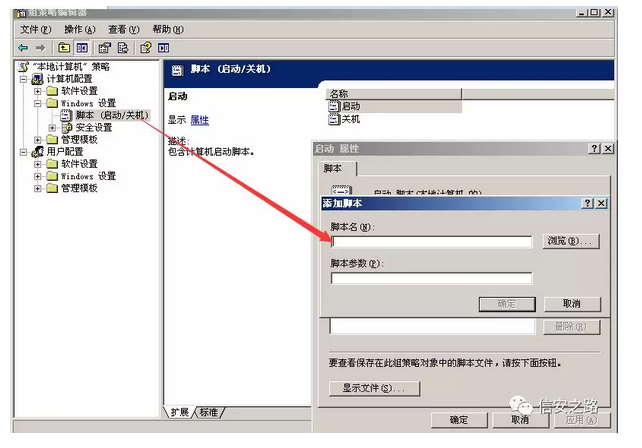 组策略编辑器
文件(F) 操作(A) 查看(V) 帮助(H)
"本地计算机" 策略
计算机配置
软件设置
Windows 设置
脚本 (启动/关机)
安全设置
管理模板
用户配置
软件设置
Windows 设置
管理模板
脚本 (启动/关机)
启动
显示 属性
描述:
包含计算机启动脚本。
名称
启动
关机
扩展 标准
启动 属性
脚本
启动 脚本(本地计算机 的)
添加脚本
脚本名(N):
浏览(B)...
脚本参数(P):
确定
取消
删除(R)
要查看保存在此组策略对象中的脚本文件,请按下面按钮。
显示文件(S)...
确定
取消
应用(A)
信安之路